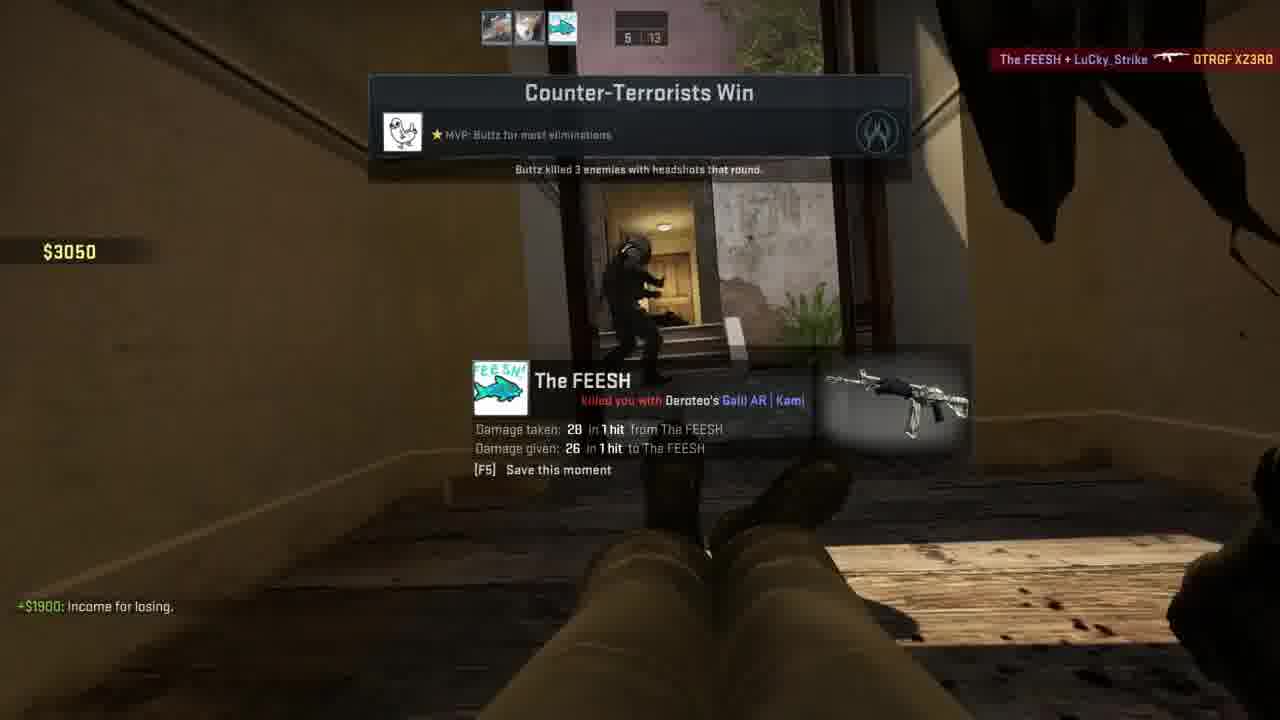 5 13
The FEESH + LuCky_Strike OTRGF XZ3R0
Counter-Terrorists Win
MVP: Buttz for most eliminations
Buttz killed 3 enemies with headshots that round.
$3050
FEESH!
The FEESH
killed you with Deroteo's Galil AR | Kami
Damage taken: 28 in 1 hit from The FEESH
Damage given: 26 in 1 hit to The FEESH
[F5] Save this moment
+$1900: Income for losing.